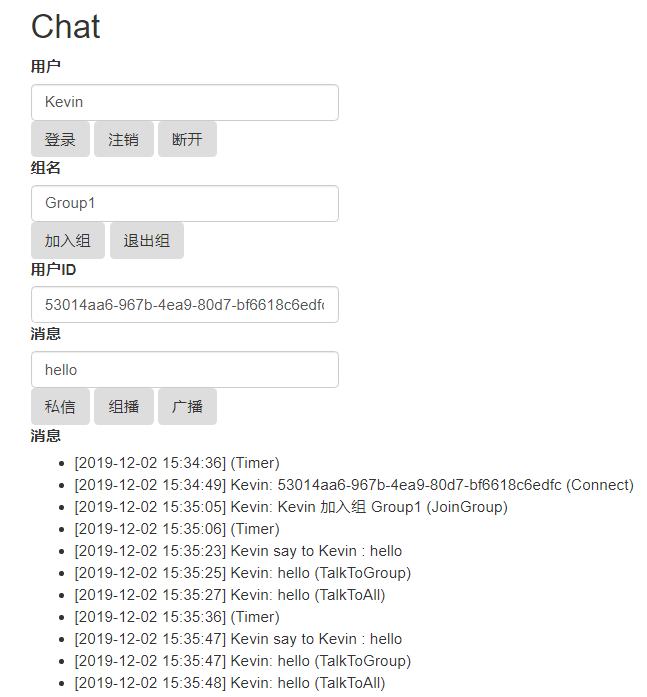 Chat
用户
Kevin
登录 注销 断开
组名
Group1
加入组 退出组
用户ID
53014aa6-967b-4ea9-80d7-bf6618c6edfc
消息
hello
私信 组播 广播
消息
[2019-12-02 15:34:36] (Timer)
[2019-12-02 15:34:49] Kevin: 53014aa6-967b-4ea9-80d7-bf6618c6edfc (Connect)
[2019-12-02 15:35:05] Kevin: Kevin 加入组 Group1 (JoinGroup)
[2019-12-02 15:35:06] (Timer)
[2019-12-02 15:35:23] Kevin say to Kevin : hello
[2019-12-02 15:35:25] Kevin: hello (TalkToGroup)
[2019-12-02 15:35:27] Kevin: hello (TalkToAll)
[2019-12-02 15:35:36] (Timer)
[2019-12-02 15:35:47] Kevin say to Kevin : hello
[2019-12-02 15:35:47] Kevin: hello (TalkToGroup)
[2019-12-02 15:35:48] Kevin: hello (TalkToAll)